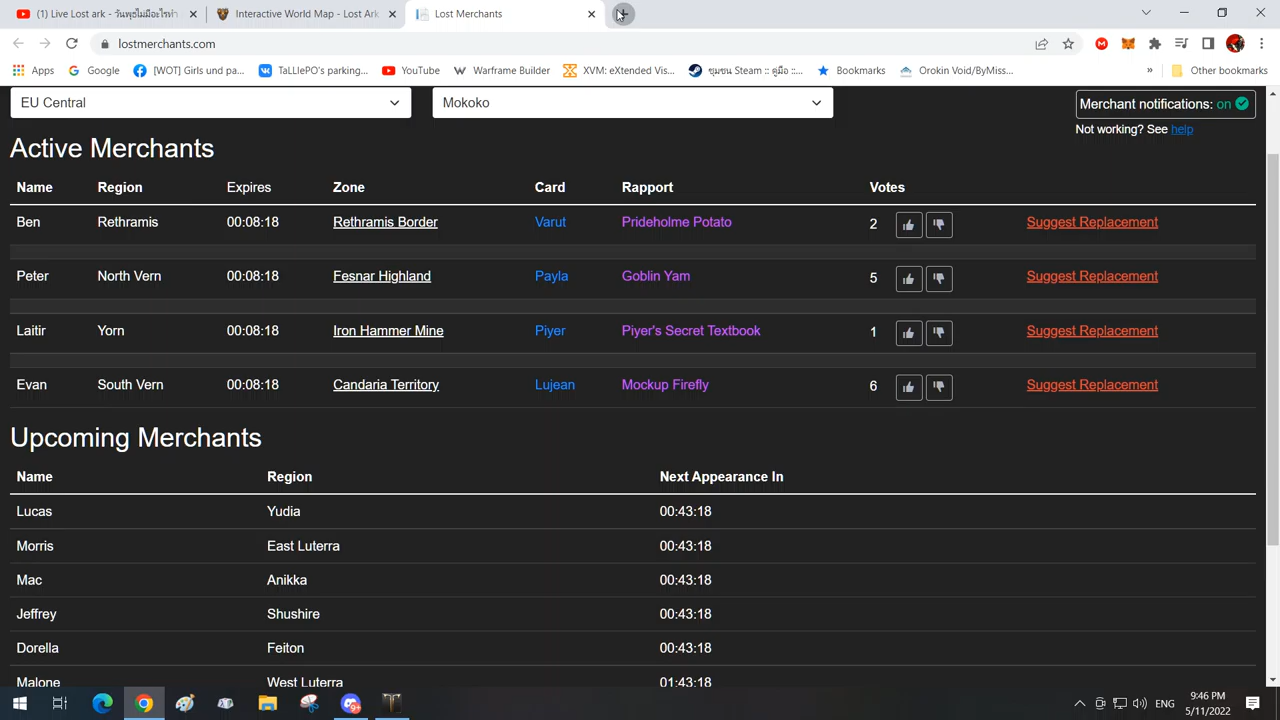 (1) Live Lost ark - วันพุธไม่มีอะไรทำ
Interactive World Map - Lost Ark
Lost Merchants
lostmerchants.com
Apps
Google
[WOT] Girls und pa...
TaLLIePO's parking...
YouTube
Warframe Builder
XVM: eXtended Vis...
ชุมชน Steam :: คู่มือ ::...
Bookmarks
Orokin Void/ByMiss...
»
Other bookmarks
EU Central
Mokoko
Merchant notifications: on
Not working? See help
Active Merchants
Name Region Expires Zone Card Rapport Votes
Ben Rethramis 00:08:18 Rethramis Border Varut Prideholme Potato 2 Suggest Replacement
Peter North Vern 00:08:18 Fesnar Highland Payla Goblin Yam 5 Suggest Replacement
Laitir Yorn 00:08:18 Iron Hammer Mine Piyer Piyer's Secret Textbook 1 Suggest Replacement
Evan South Vern 00:08:18 Candaria Territory Lujean Mockup Firefly 6 Suggest Replacement
Upcoming Merchants
Name Region Next Appearance In
Lucas Yudia 00:43:18
Morris East Luterra 00:43:18
Mac Anikka 00:43:18
Jeffrey Shushire 00:43:18
Dorella Feiton 00:43:18
Malone West Luterra 01:43:18
ENG
9:46 PM
5/11/2022